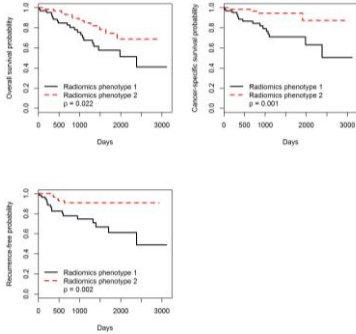 Overall survival probability
1.0
0.8
0.6
0.4
0.2
0.0
Radiomics phenotype 1
Radiomics phenotype 2
p = 0.022
0 500 1000 1500 2000 2500 3000
Days
Cancer-specific survival probability
1.0
0.8
0.6
0.4
0.2
0.0
Radiomics phenotype 1
Radiomics phenotype 2
p = 0.001
0 500 1000 1500 2000 2500 3000
Days
Recurrence-free probability
1.0
0.8
0.6
0.4
0.2
0.0
Radiomics phenotype 1
Radiomics phenotype 2
p = 0.002
0 500 1000 1500 2000 2500 3000
Days